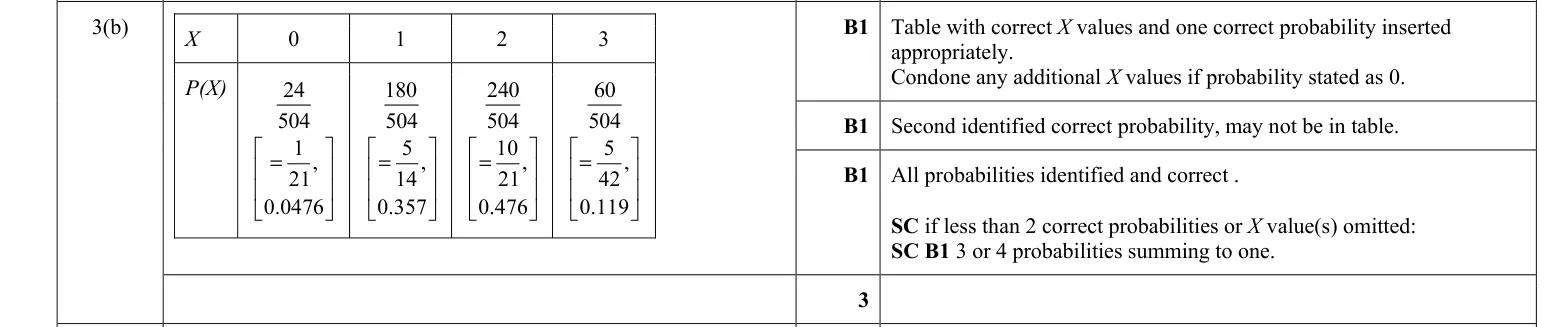 3(b)
X 0 1 2 3
P(X) 24/504 180/504 240/504 60/504
[= 1/21, 0.0476] [= 5/14, 0.357] [= 10/21, 0.476] [= 5/42, 0.119]
B1 Table with correct X values and one correct probability inserted
appropriately.
Condone any additional X values if probability stated as 0.
B1 Second identified correct probability, may not be in table.
B1 All probabilities identified and correct .
SC if less than 2 correct probabilities or X value(s) omitted:
SC B1 3 or 4 probabilities summing to one.
3